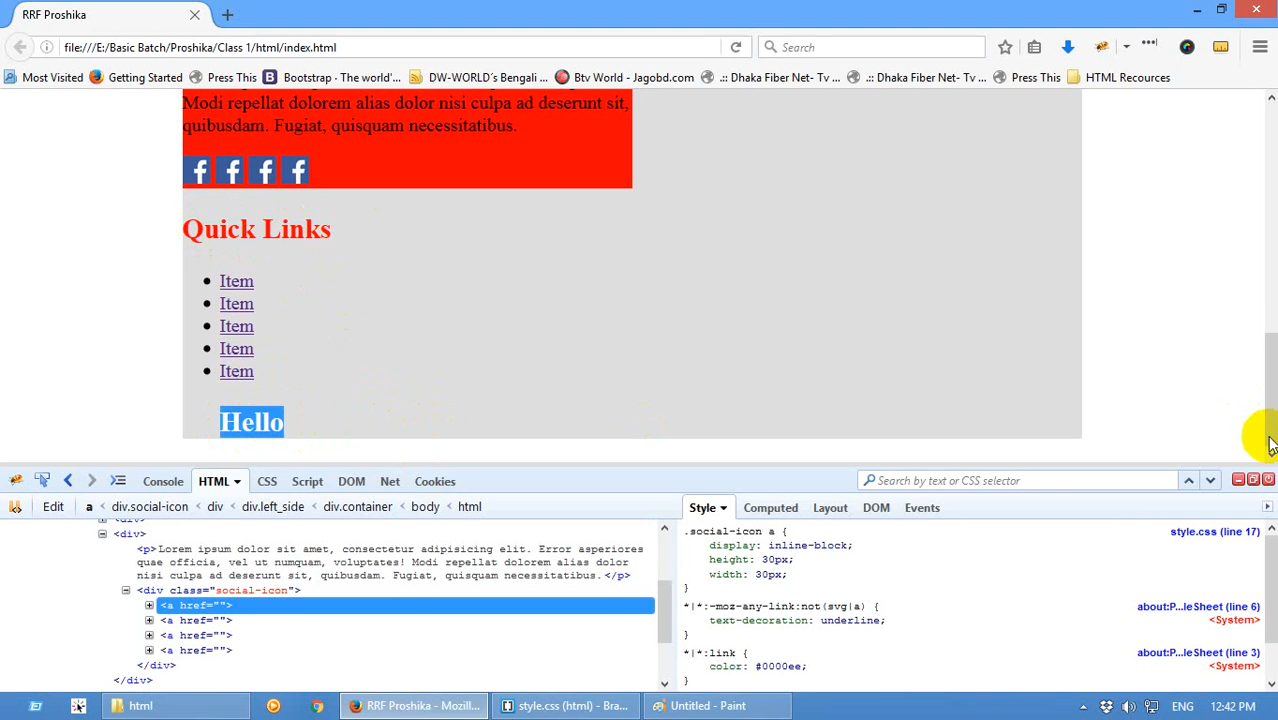 RRF Proshika
file:///E:/Basic Batch/Proshika/Class 1/html/index.html
Search
Most Visited Getting Started Press This Bootstrap · The world'... DW-WORLD´s Bengali ... Btv World - Jagobd.com .:: Dhaka Fiber Net- Tv ... .:: Dhaka Fiber Net- Tv ... Press This HTML Recources
Modi repellat dolorem alias dolor nisi culpa ad deserunt sit,
quibusdam. Fugiat, quisquam necessitatibus.
f f f f
Quick Links
Item
Item
Item
Item
Item
Hello
Console HTML CSS Script DOM Net Cookies
Search by text or CSS selector
Edit a div.social-icon div div.left_side div.container body html
Style Computed Layout DOM Events
<div>
<p>Lorem ipsum dolor sit amet, consectetur adipisicing elit. Error asperiores
quae officia, vel ut numquam, voluptates! Modi repellat dolorem alias dolor nisi
culpa ad deserunt sit, quibusdam. Fugiat, quisquam necessitatibus.</p>
<div class="social-icon">
<a href="">
<a href="">
<a href="">
<a href="">
</div>
</div>
.social-icon a { style.css (line 17)
display: inline-block;
height: 30px;
width: 30px;
}
*|*:-moz-any-link:not(svg|a) { about:P...leSheet (line 6)
text-decoration: underline; <System>
}
*|*:link { about:P...leSheet (line 3)
color: #0000ee; <System>
}
html RRF Proshika - Mozill... style.css (html) - Bra... Untitled - Paint ENG 12:42 PM